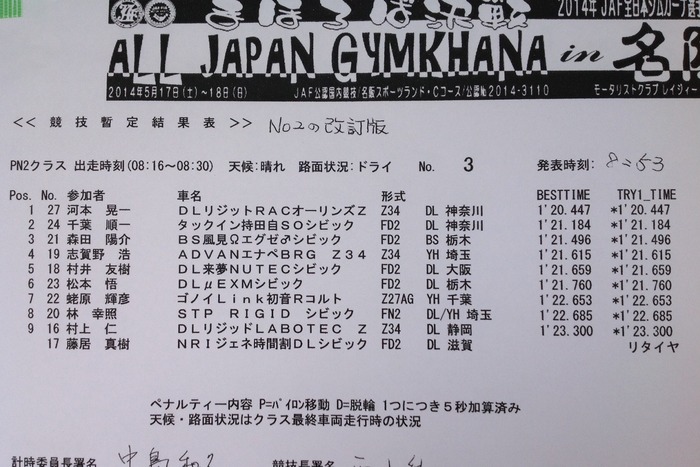 まほろば決戦
2014年JAF全日本ジムカーナ選
ALL JAPAN GYMKHANA in 名阪
2014年5月17日(土)～18日(日) JAF公認国内競技/名阪スポーツランド・Cコース/公認№2014-3110 モータリストクラブ レイジィー
<< 競技暫定結果表 >> No2の改訂版
PN2クラス 出走時刻(08:16～08:30) 天候:晴れ 路面状況:ドライ No. 3 発表時刻: 8:53
Pos. No. 参加者 車名 形式 BESTTIME TRY1_TIME
1 27 河本 晃一 DLリジットRACオーリンズZ Z34 DL 神奈川 1'20.447 *1'20.447
2 24 千葉 順一 タックイン持田自SOシビック FD2 DL 神奈川 1'21.184 *1'21.184
3 21 森田 陽介 BS風見Ωエグゼ♂シビック FD2 BS 栃木 1'21.496 *1'21.496
4 19 志賀野 浩 ADVANエナペBRG Z34 Z34 YH 埼玉 1'21.615 *1'21.615
5 18 村井 友樹 DL来夢NUTECシビック FD2 DL 大阪 1'21.659 *1'21.659
6 23 松本 悟 DLμEXMシビック FD2 DL 栃木 1'21.760 *1'21.760
7 22 蛯原 輝彦 ゴノイLink初音Rコルト Z27AG YH 千葉 1'22.653 *1'22.653
8 20 林 幸照 STP RIGID シビック FN2 DL/YH 埼玉 1'22.685 *1'22.685
9 16 村上 仁 DLリジッドLABOTEC Z Z34 DL 静岡 1'23.300 *1'23.300
17 藤居 真樹 NRIジェネ時間割DLシビック FD2 DL 滋賀 リタイヤ
ペナルティー内容 P=パイロン移動 D=脱輪 1つにつき5秒加算済み
天候・路面状況はクラス最終車両走行時の状況
計時委員長署名 競技長署名